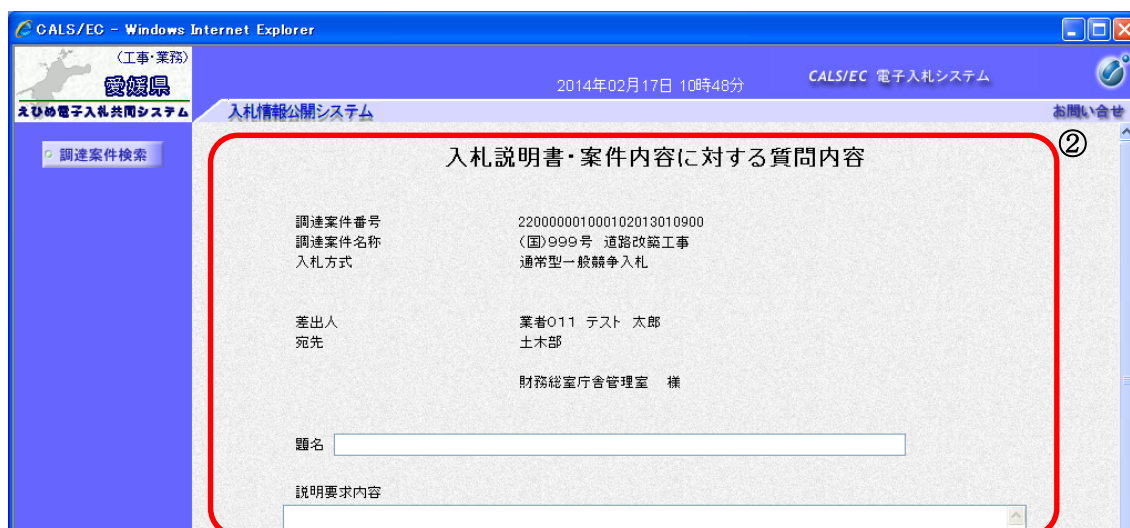 CALS/EC - Windows Internet Explorer
(工事・業務)
愛媛県
えひめ電子入札共同システム
2014年02月17日 10時48分
CALS/EC 電子入札システム
入札情報公開システム
お問い合せ
調達案件検索
②
入札説明書・案件内容に対する質問内容
調達案件番号 220000001000102013010900
調達案件名称 (国)999号 道路改築工事
入札方式 通常型一般競争入札
差出人 業者011 テスト 太郎
宛先 土木部
財務総室庁舎管理室 様
題名
説明要求内容